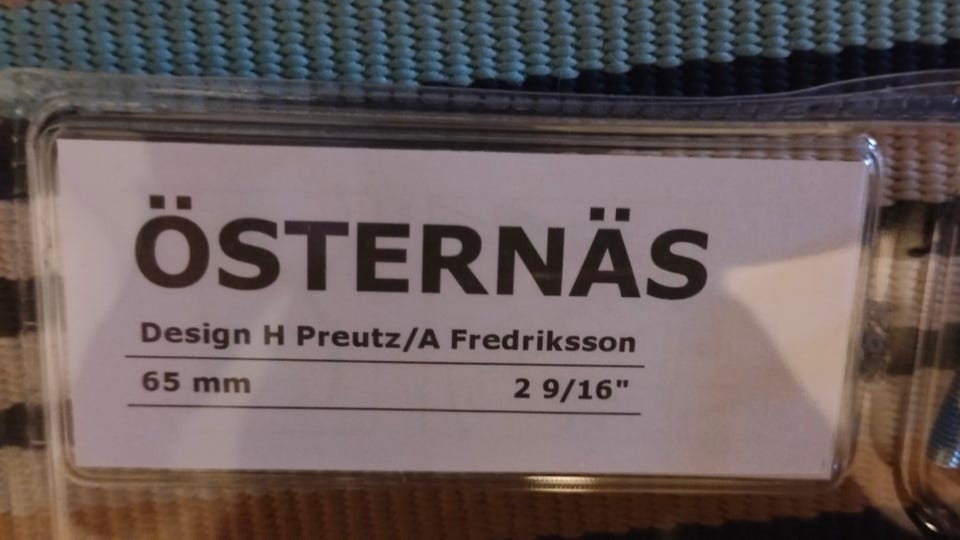 ÖSTERNÄS
Design H Preutz/A Fredriksson
65 mm 2 9/16"